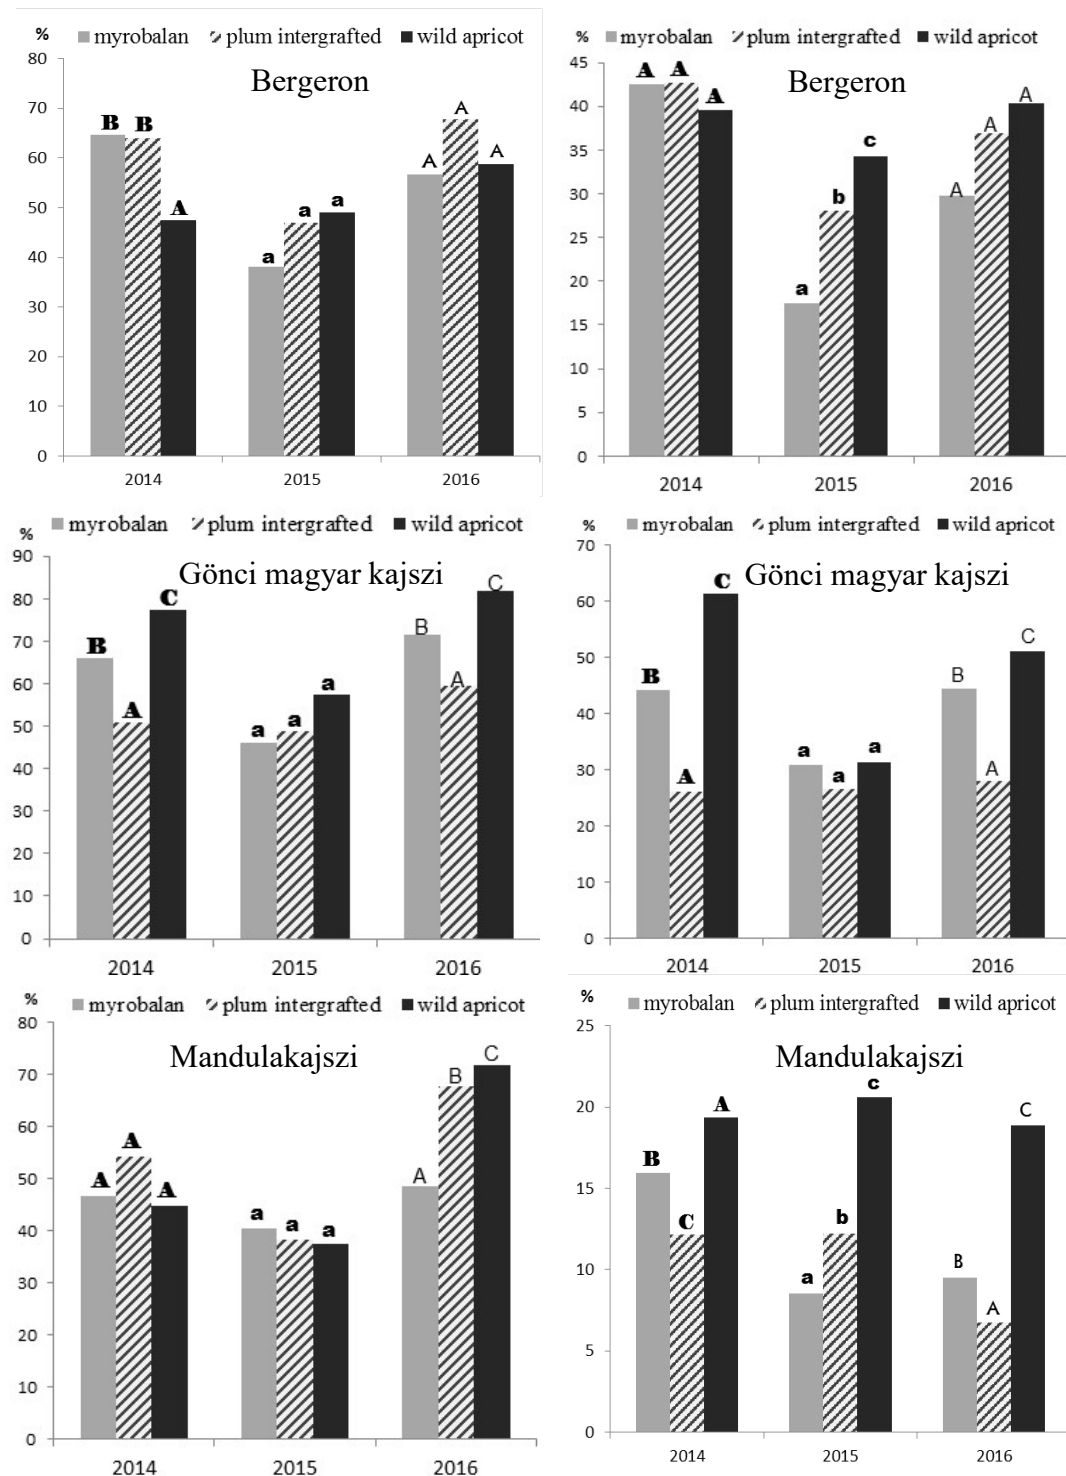 % myrobalan plum intergrafted wild apricot
Bergeron
80
70
60
50
40
30
20
10
0
B B A
a a a
A A A
2014 2015 2016
% myrobalan plum intergrafted wild apricot
Bergeron
45
40
35
30
25
20
15
10
5
0
A A A
a b c
A A A
2014 2015 2016
% myrobalan plum intergrafted wild apricot
Gönci magyar kajszi
90
80
70
60
50
40
30
20
10
0
B A C
a a a
B A C
2014 2015 2016
% myrobalan plum intergrafted wild apricot
Gönci magyar kajszi
70
60
50
40
30
20
10
0
B A C
a a a
B A C
2014 2015 2016
% myrobalan plum intergrafted wild apricot
Mandulakajszi
80
70
60
50
40
30
20
10
0
A A A
a a a
A B C
2014 2015 2016
% myrobalan plum intergrafted wild apricot
Mandulakajszi
25
20
15
10
5
0
B C A
a b c
B A C
2014 2015 2016